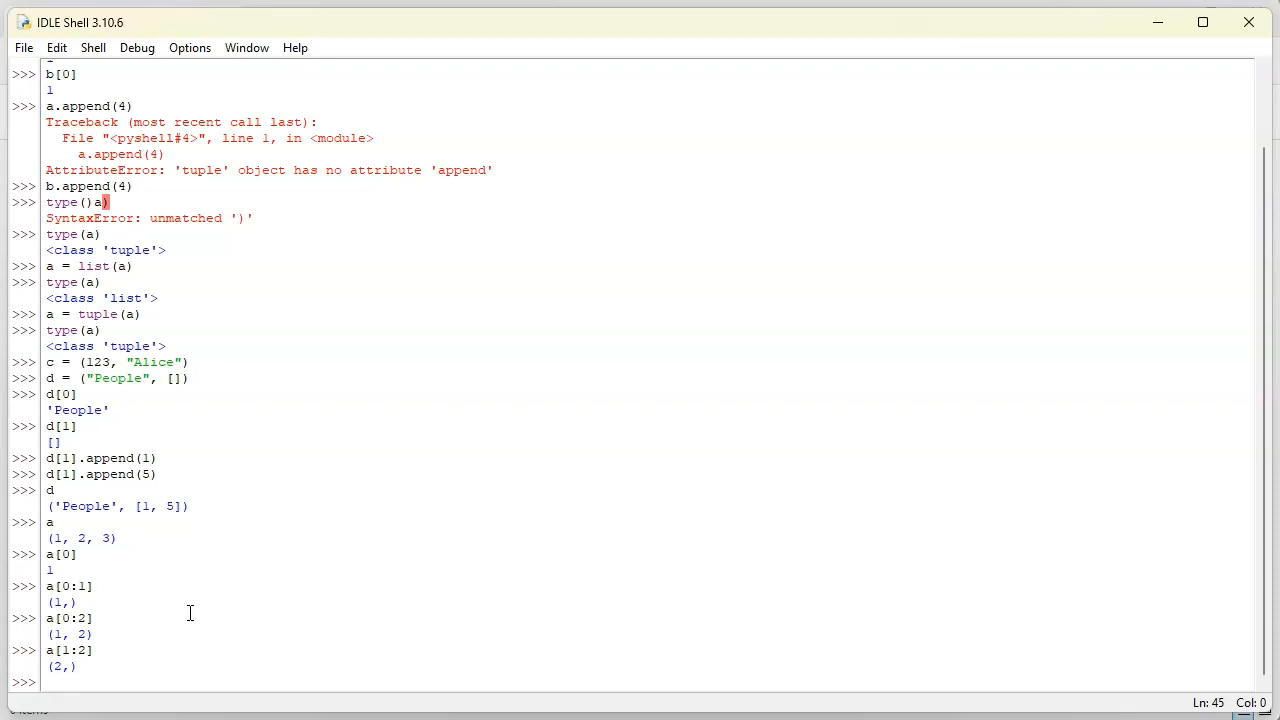 IDLE Shell 3.10.6
File Edit Shell Debug Options Window Help
>>> b[0]
1
>>> a.append(4)
Traceback (most recent call last):
  File "<pyshell#4>", line 1, in <module>
    a.append(4)
AttributeError: 'tuple' object has no attribute 'append'
>>> b.append(4)
>>> type()a)
SyntaxError: unmatched ')'
>>> type(a)
<class 'tuple'>
>>> a = list(a)
>>> type(a)
<class 'list'>
>>> a = tuple(a)
>>> type(a)
<class 'tuple'>
>>> c = (123, "Alice")
>>> d = ("People", [])
>>> d[0]
'People'
>>> d[1]
[]
>>> d[1].append(1)
>>> d[1].append(5)
>>> d
('People', [1, 5])
>>> a
(1, 2, 3)
>>> a[0]
1
>>> a[0:1]
(1,)
>>> a[0:2]
(1, 2)
>>> a[1:2]
(2,)
>>>
Ln: 45 Col: 0